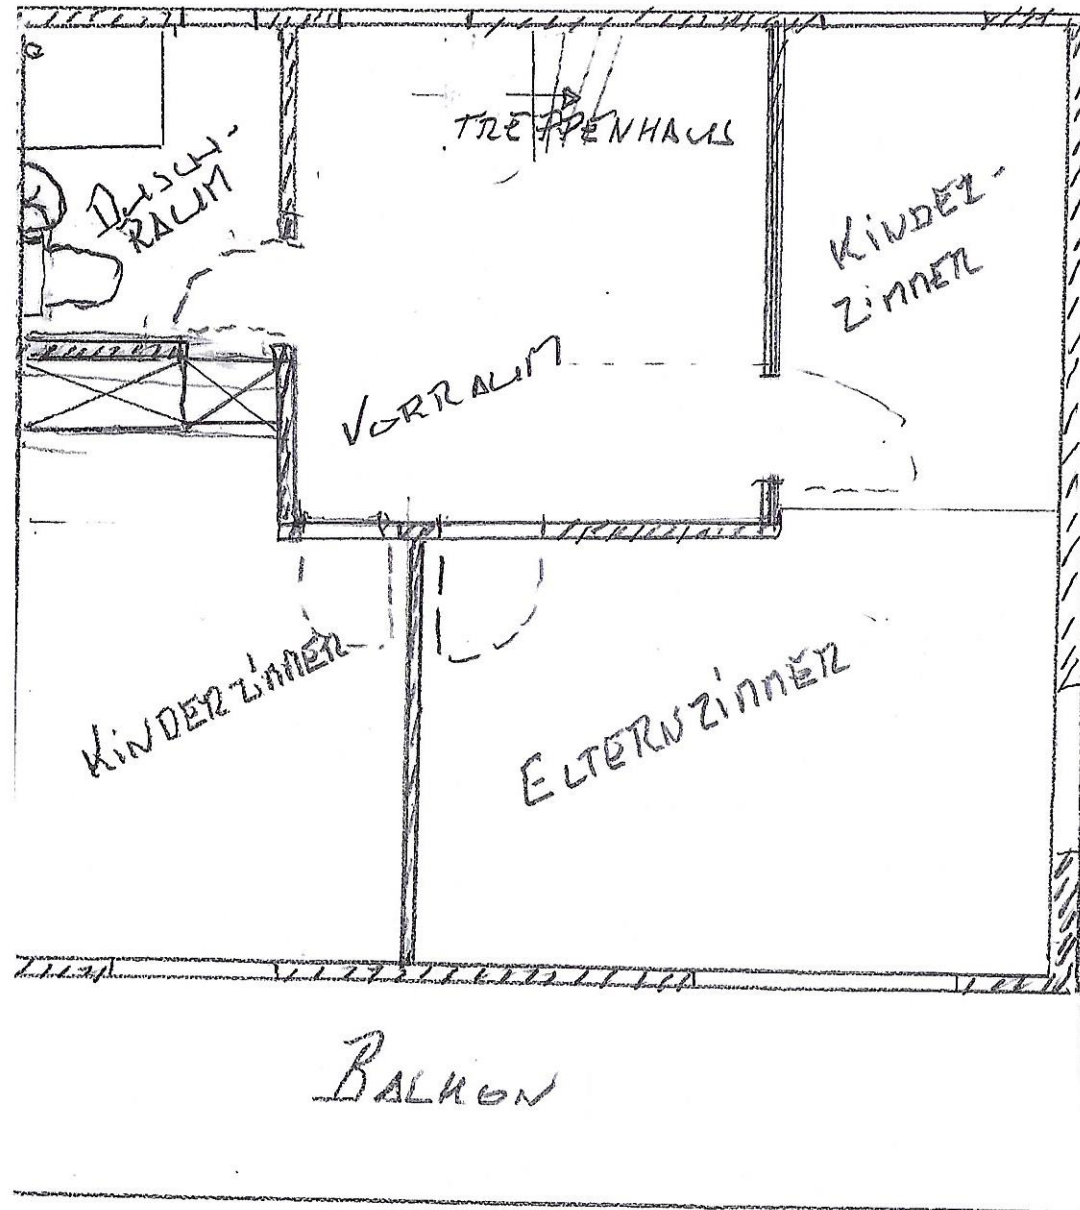 TREPPENHAUS
DUSCH-
RAUM
KINDER-
ZIMMER
VORRAUM
KINDERZIMMER
ELTERNZIMMER
BALKON